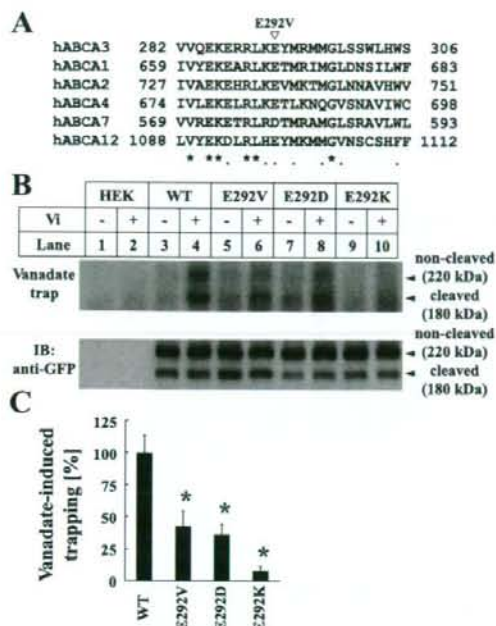 A
E292V
hABCA3 282 VVQEKERRLKEYMRMMGLSSWLHWS 306
hABCA1 659 IVYEKEARLKETMRIMGLDNSILWF 683
hABCA2 727 IVAEKEHRLKEVMKTMGLNNAVHWV 751
hABCA4 674 IVLEKELRLKETLKNQGVSNAVIWC 698
hABCA7 569 VVREKETRLRDTMRAMGLSRAVLWL 593
hABCA12 1088 LVYEKDLRLHEYMKMMGVNSCSHFF 1112
* ** . ** . . . * . .
B
HEK WT E292V E292D E292K
Vi - + - + - + - + - +
Lane 1 2 3 4 5 6 7 8 9 10
Vanadate trap
non-cleaved (220 kDa)
cleaved (180 kDa)
IB: anti-GFP
non-cleaved (220 kDa)
cleaved (180 kDa)
C
Vanadate-induced trapping [%]
125
100
75
50
25
0
* * *
WT E292V E292D E292K